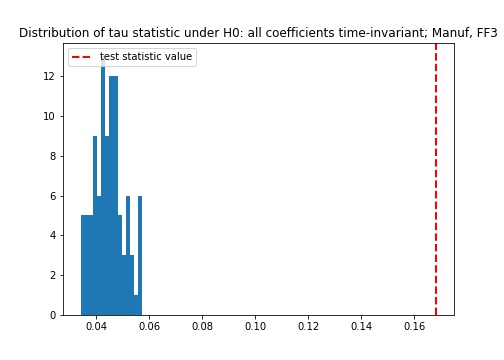 Distribution of tau statistic under H0: all coefficients time-invariant; Manuf, FF3
test statistic value
12
10
8
6
4
2
0
0.04 0.06 0.08 0.10 0.12 0.14 0.16